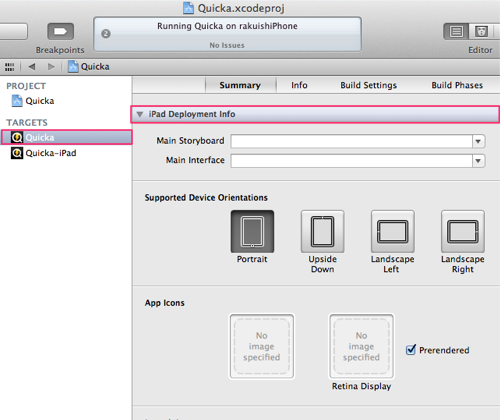 Quicka.xcodeproj
2
Running Quicka on rakuishiPhone
No Issues
Breakpoints
Editor
Quicka
PROJECT
Quicka
TARGETS
Quicka
Quicka-iPad
Summary Info Build Settings Build Phases
iPad Deployment Info
Main Storyboard
Main Interface
Supported Device Orientations
Portrait
Upside Down
Landscape Left
Landscape Right
App Icons
No image specified
No image specified
Prerendered
Retina Display